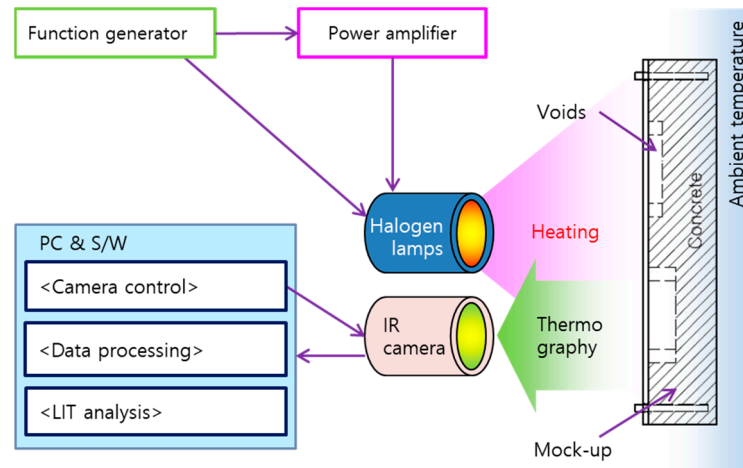 Function generator
Power amplifier
Ambient temperature
Voids
Concrete
Halogen
lamps
Heating
PC & S/W
<Camera control>
IR
camera
Thermo
graphy
<Data processing>
<LIT analysis>
Mock-up